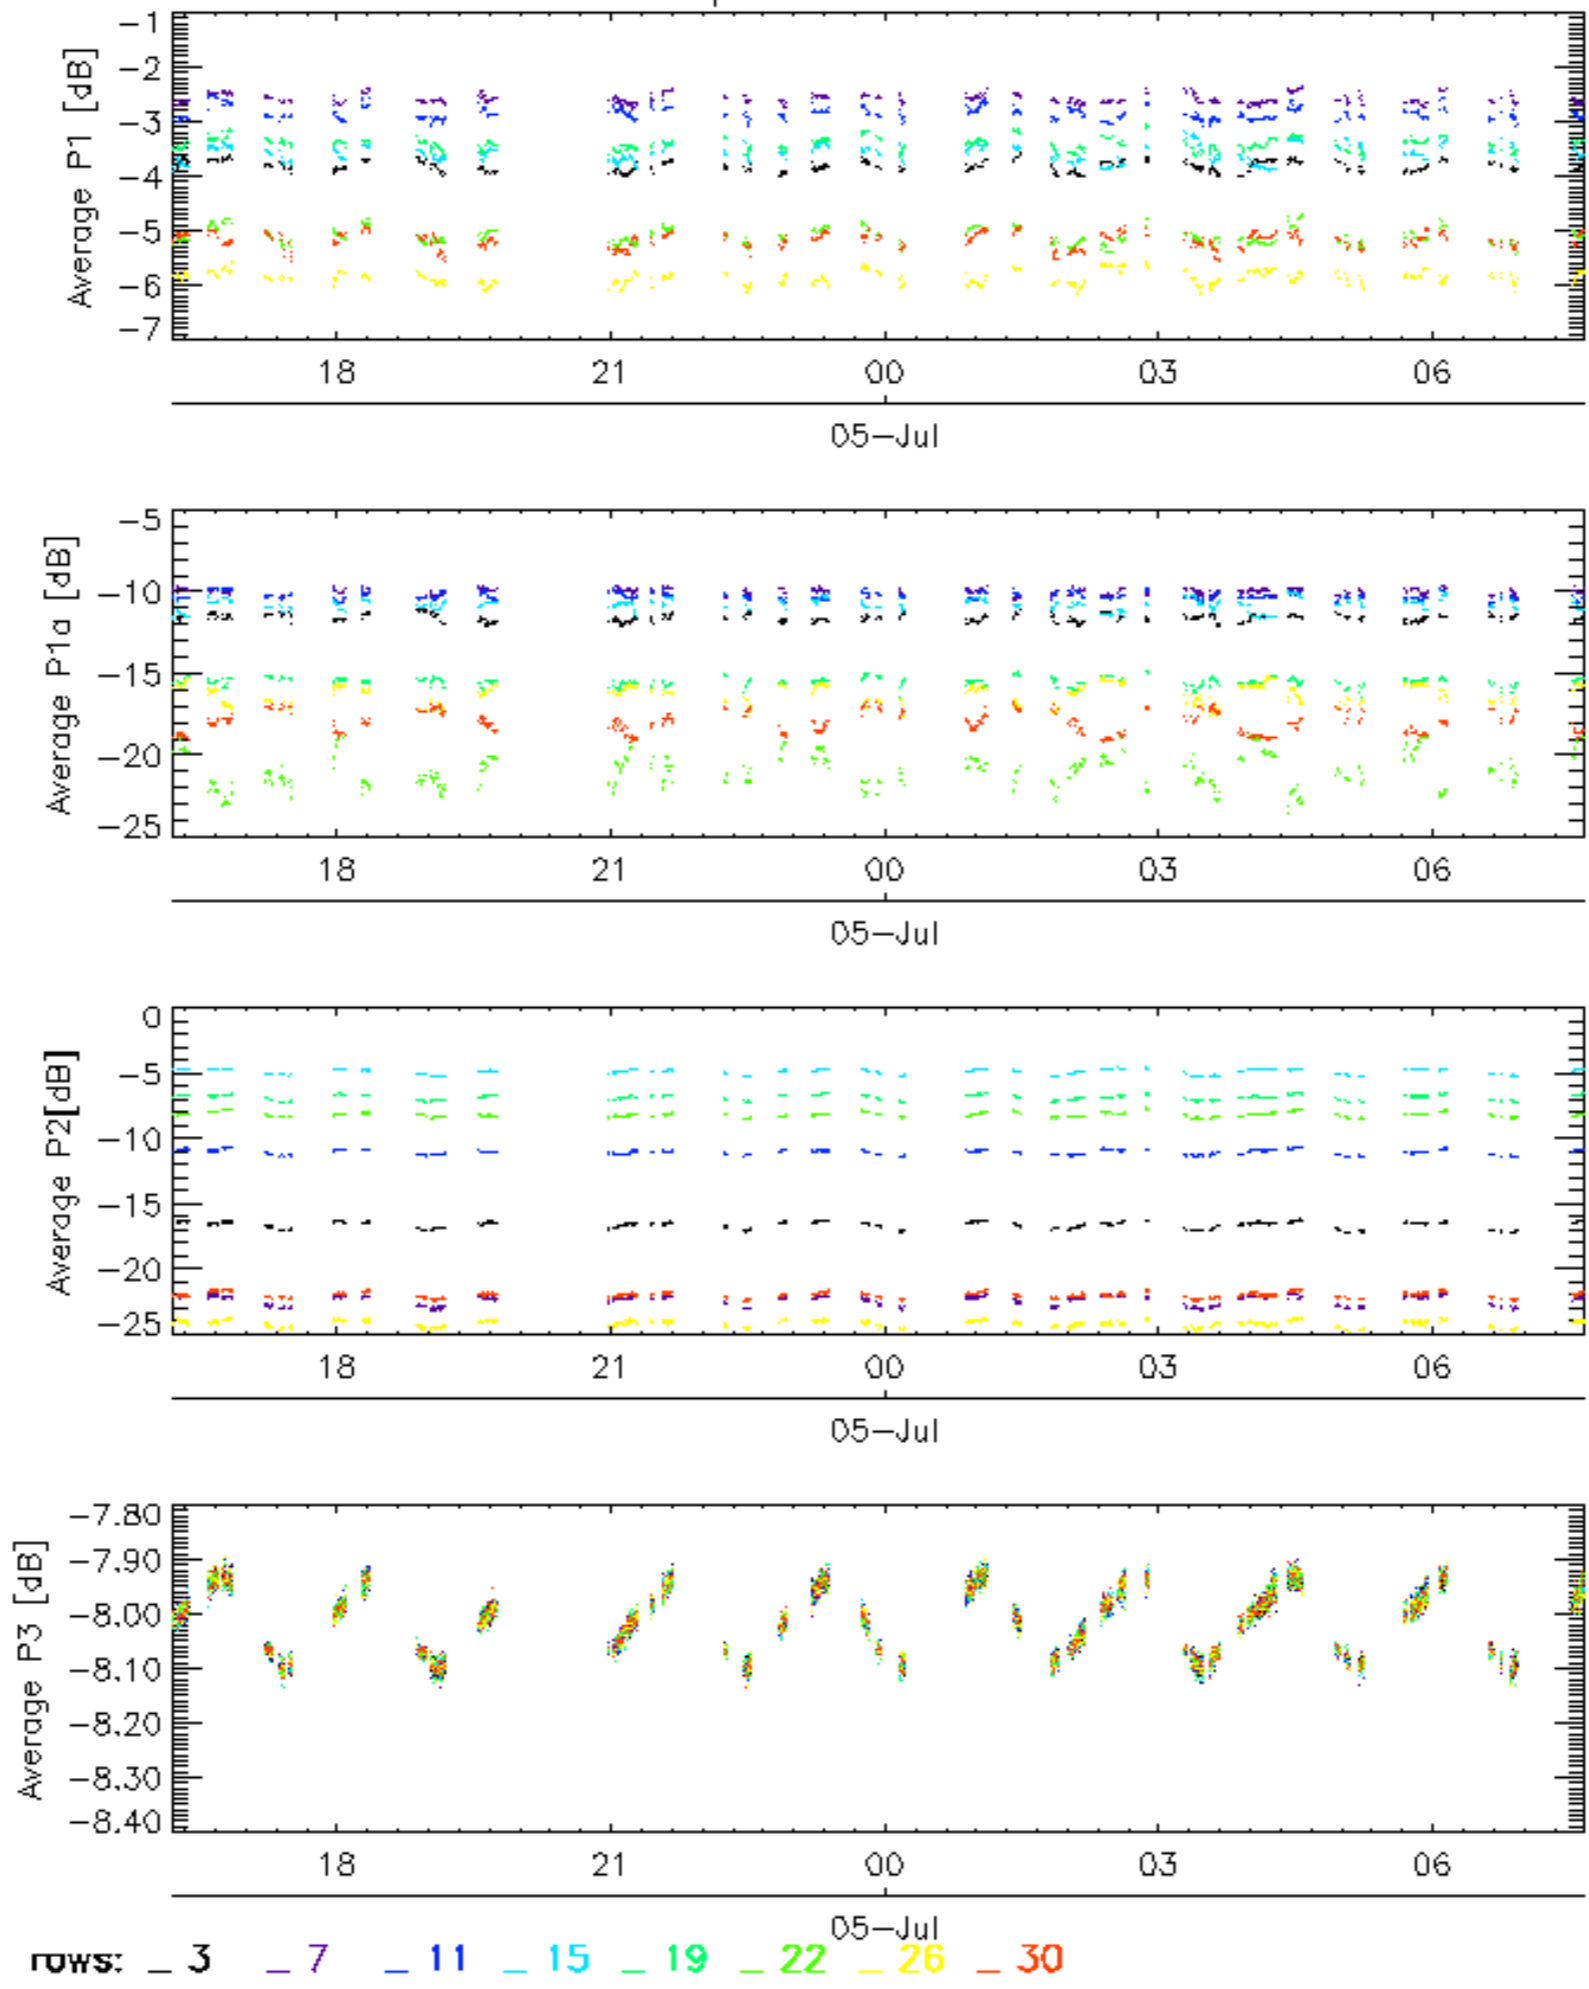 Average P1 [dB]
-1
-2
-3
-4
-5
-6
-7
18 21 00 03 06
05-Jul
Average P1a [dB]
-5
-10
-15
-20
-25
18 21 00 03 06
05-Jul
Average P2[dB]
0
-5
-10
-15
-20
-25
18 21 00 03 06
05-Jul
Average P3 [dB]
-7.80
-7.90
-8.00
-8.10
-8.20
-8.30
-8.40
18 21 00 03 06
05-Jul
rows: _ 3 _ 7 _ 11 _ 15 _ 19 _ 22 _ 26 _ 30